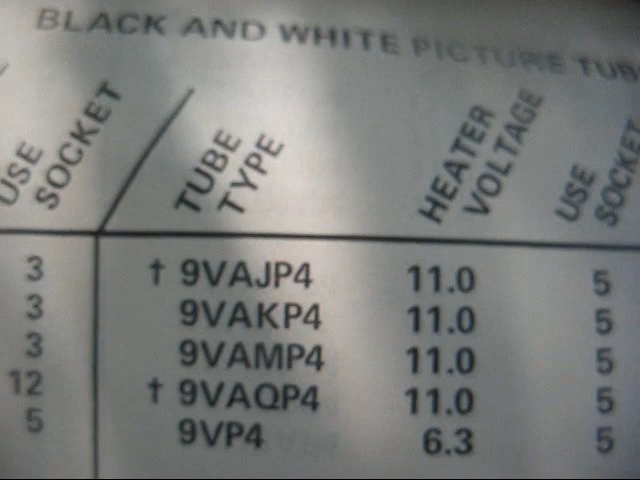 BLACK AND WHITE PICTURE TUB
USE SOCKET TUBE TYPE HEATER VOLTAGE USE SOCKET
3 † 9VAJP4 11.0 5
3 9VAKP4 11.0 5
3 9VAMP4 11.0 5
12 † 9VAQP4 11.0 5
5 9VP4 6.3 5